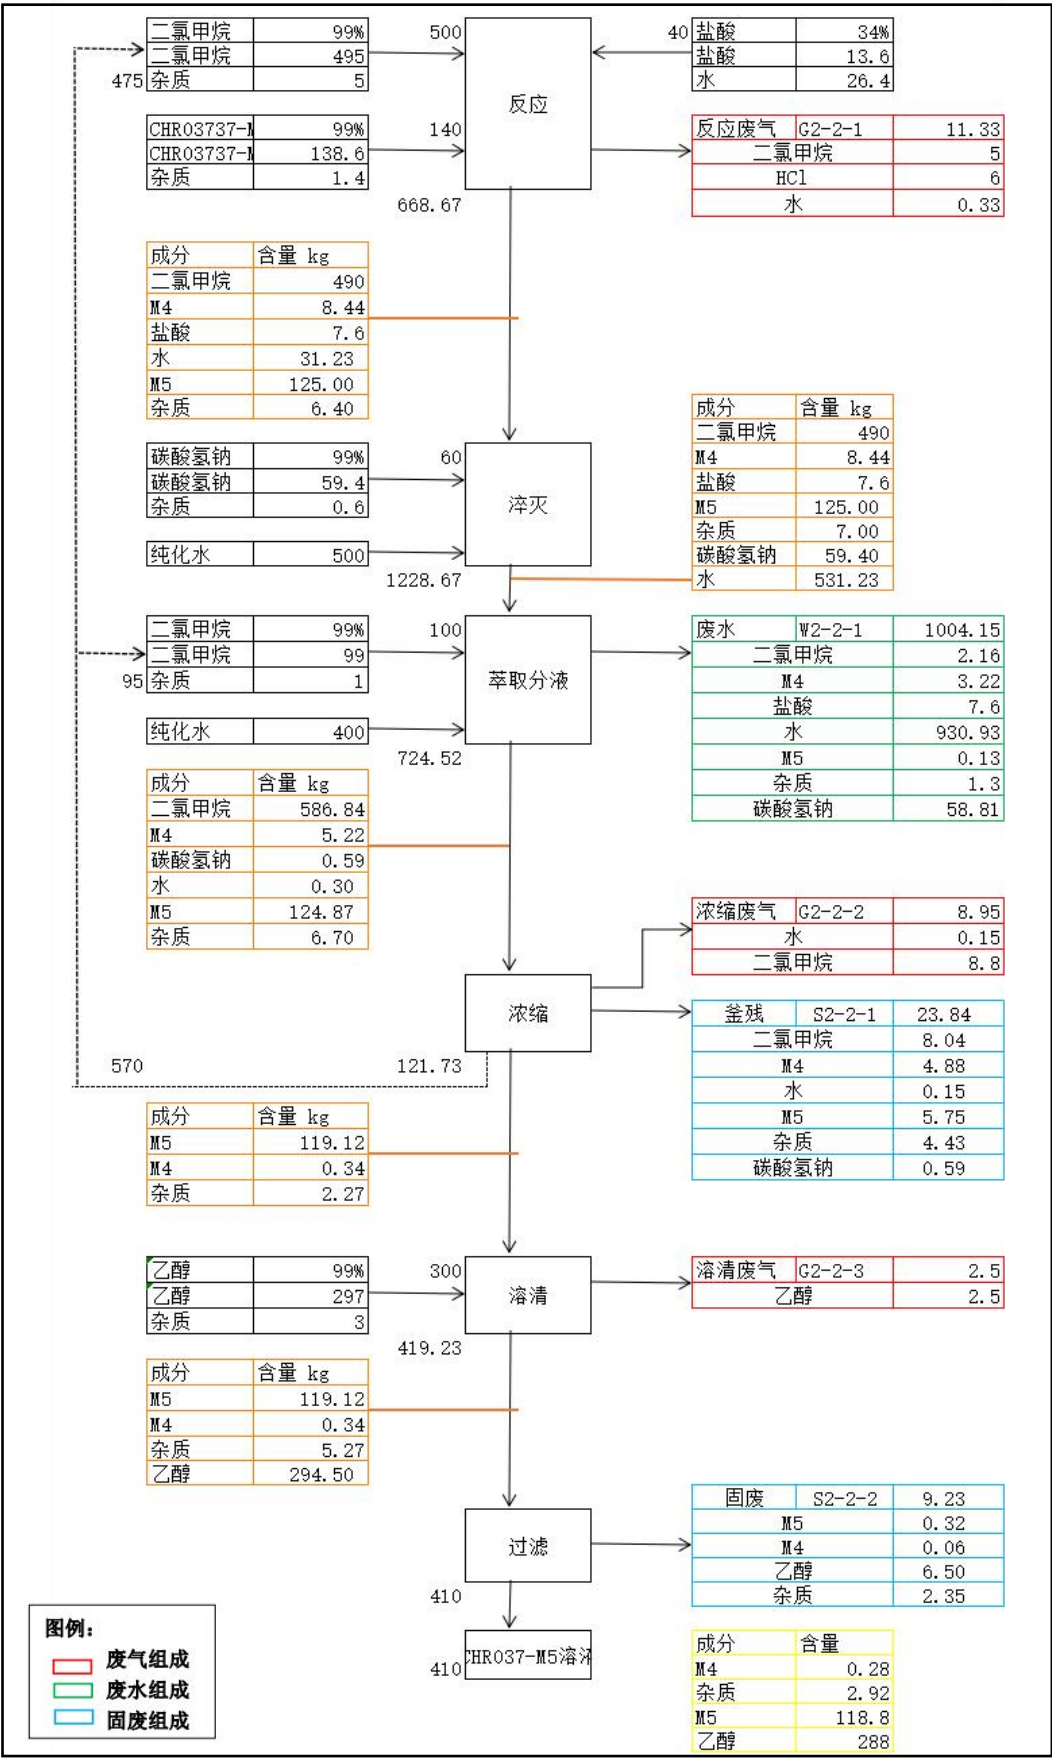 二氯甲烷 99% 500
二氯甲烷 495
475 杂质 5
40 盐酸 34%
盐酸 13.6
水 26.4
反应
CHR03737-M 99% 140
CHR03737-M 138.6
杂质 1.4
反应废气 G2-2-1 11.33
二氯甲烷 5
HCl 6
水 0.33
668.67
成分 含量 kg
二氯甲烷 490
M4 8.44
盐酸 7.6
水 31.23
M5 125.00
杂质 6.40
碳酸氢钠 99% 60
碳酸氢钠 59.4
杂质 0.6
纯化水 500
淬灭
成分 含量 kg
二氯甲烷 490
M4 8.44
盐酸 7.6
M5 125.00
杂质 7.00
碳酸氢钠 59.40
水 531.23
1228.67
二氯甲烷 99% 100
二氯甲烷 99
95 杂质 1
纯化水 400
萃取分液
废水 W2-2-1 1004.15
二氯甲烷 2.16
M4 3.22
盐酸 7.6
水 930.93
M5 0.13
杂质 1.3
碳酸氢钠 58.81
724.52
成分 含量 kg
二氯甲烷 586.84
M4 5.22
碳酸氢钠 0.59
水 0.30
M5 124.87
杂质 6.70
浓缩废气 G2-2-2 8.95
水 0.15
二氯甲烷 8.8
浓缩
釜残 S2-2-1 23.84
二氯甲烷 8.04
M4 4.88
水 0.15
M5 5.75
杂质 4.43
碳酸氢钠 0.59
570 121.73
成分 含量 kg
M5 119.12
M4 0.34
杂质 2.27
乙醇 99% 300
乙醇 297
杂质 3
溶清
溶清废气 G2-2-3 2.5
乙醇 2.5
419.23
成分 含量 kg
M5 119.12
M4 0.34
杂质 5.27
乙醇 294.50
过滤
固废 S2-2-2 9.23
M5 0.32
M4 0.06
乙醇 6.50
杂质 2.35
410
410 CHR037-M5溶液
成分 含量
M4 0.28
杂质 2.92
M5 118.8
乙醇 288
图例：
废气组成
废水组成
固废组成